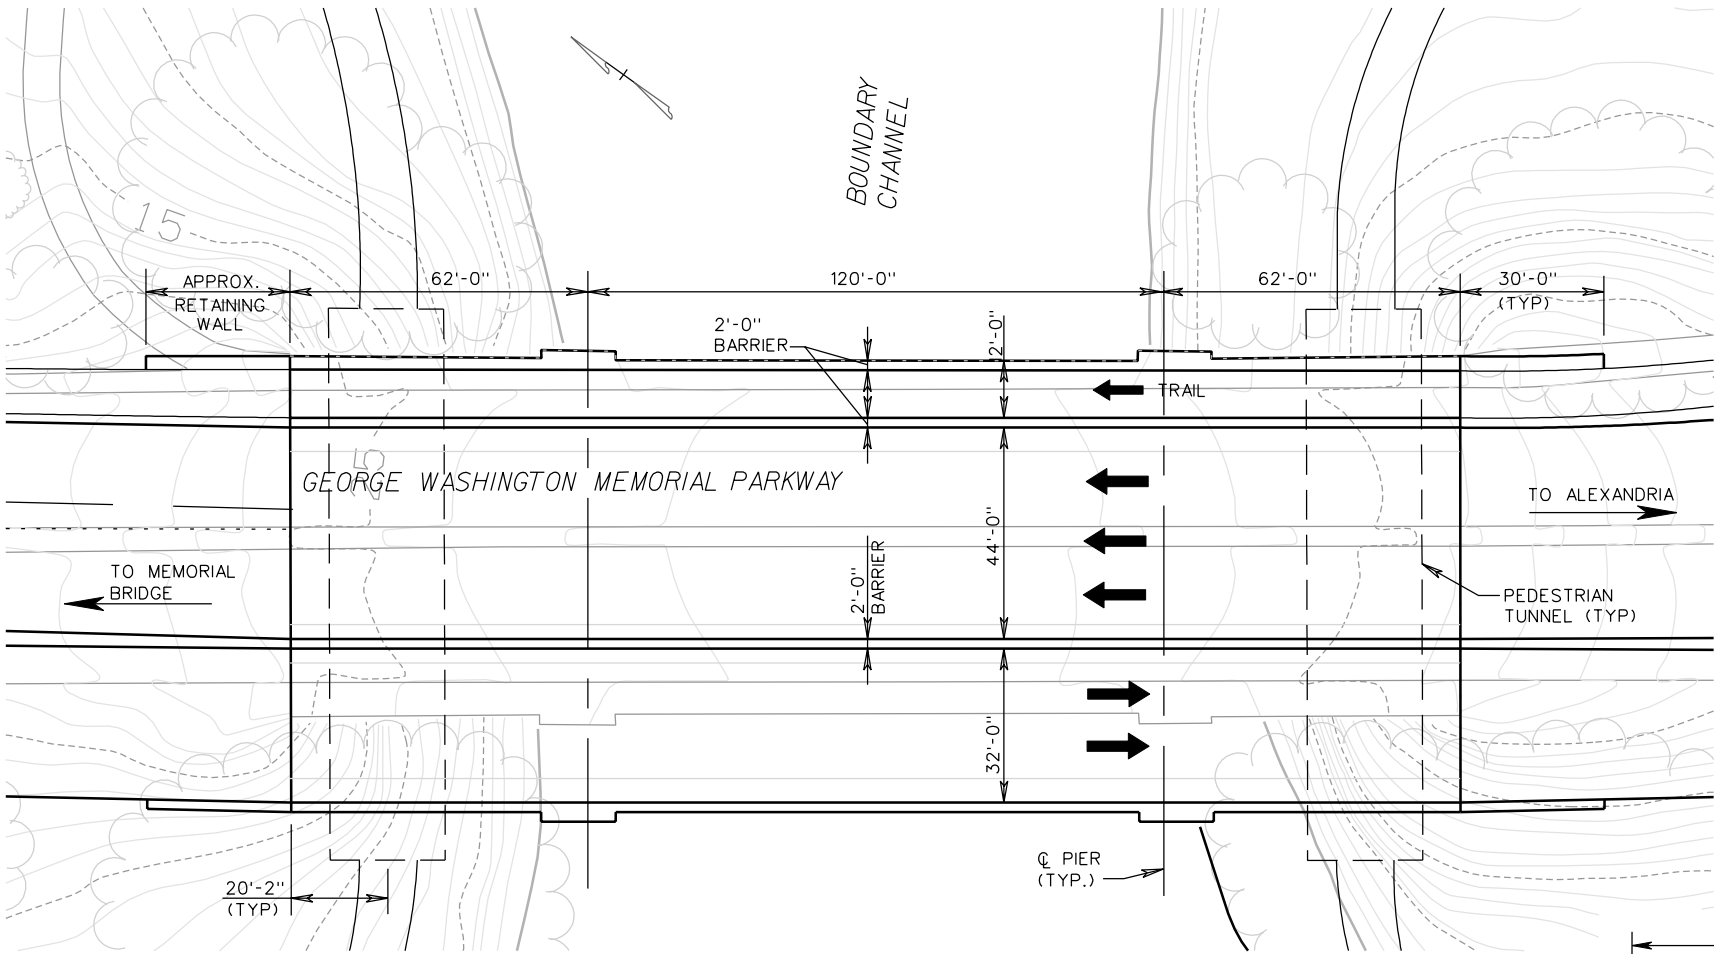 BOUNDARY
CHANNEL
15
APPROX.
RETAINING
WALL
62'-0"
120'-0"
62'-0"
30'-0"
(TYP)
2'-0"
BARRIER
TRAIL
GEORGE WASHINGTON MEMORIAL PARKWAY
TO ALEXANDRIA
44'-0"
2'-0"
BARRIER
TO MEMORIAL
BRIDGE
PEDESTRIAN
TUNNEL (TYP)
32'-0"
℄ PIER
(TYP.)
20'-2"
(TYP)